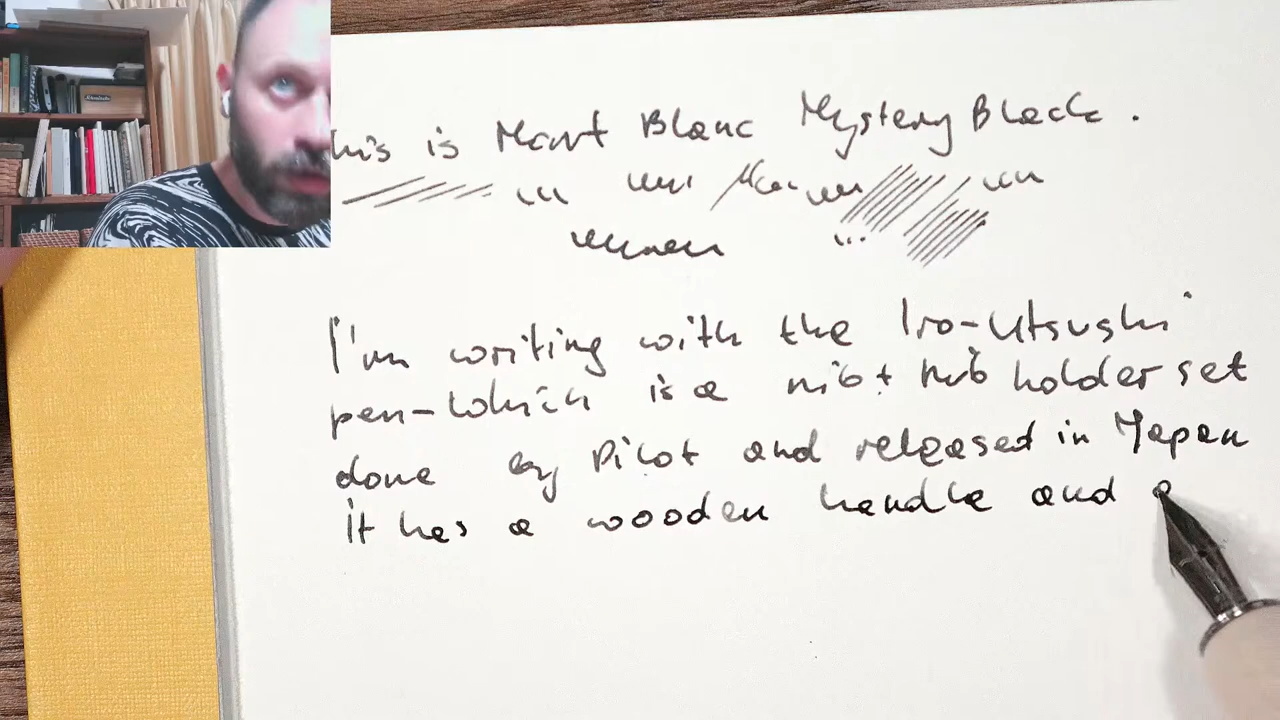 his is Mont Blanc Mystery Black.
I'm writing with the Iro-Utsushi
pen-which is a nib + nib holder set
done by Pilot and released in Japan
It has a wooden handle and a